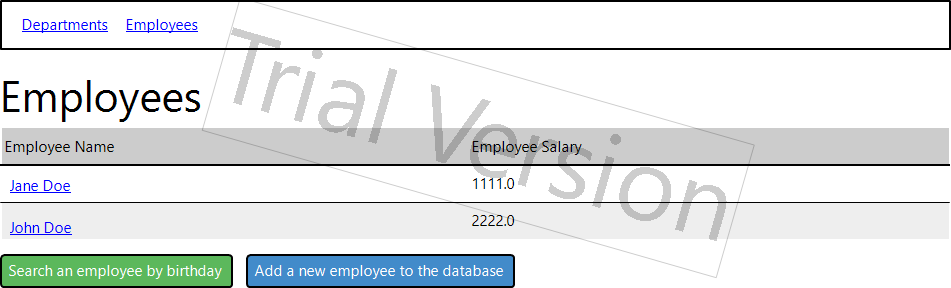 Departments Employees
Trial Version
Employees
Employee Name Employee Salary
Jane Doe 1111.0
John Doe 2222.0
Search an employee by birthday Add a new employee to the database